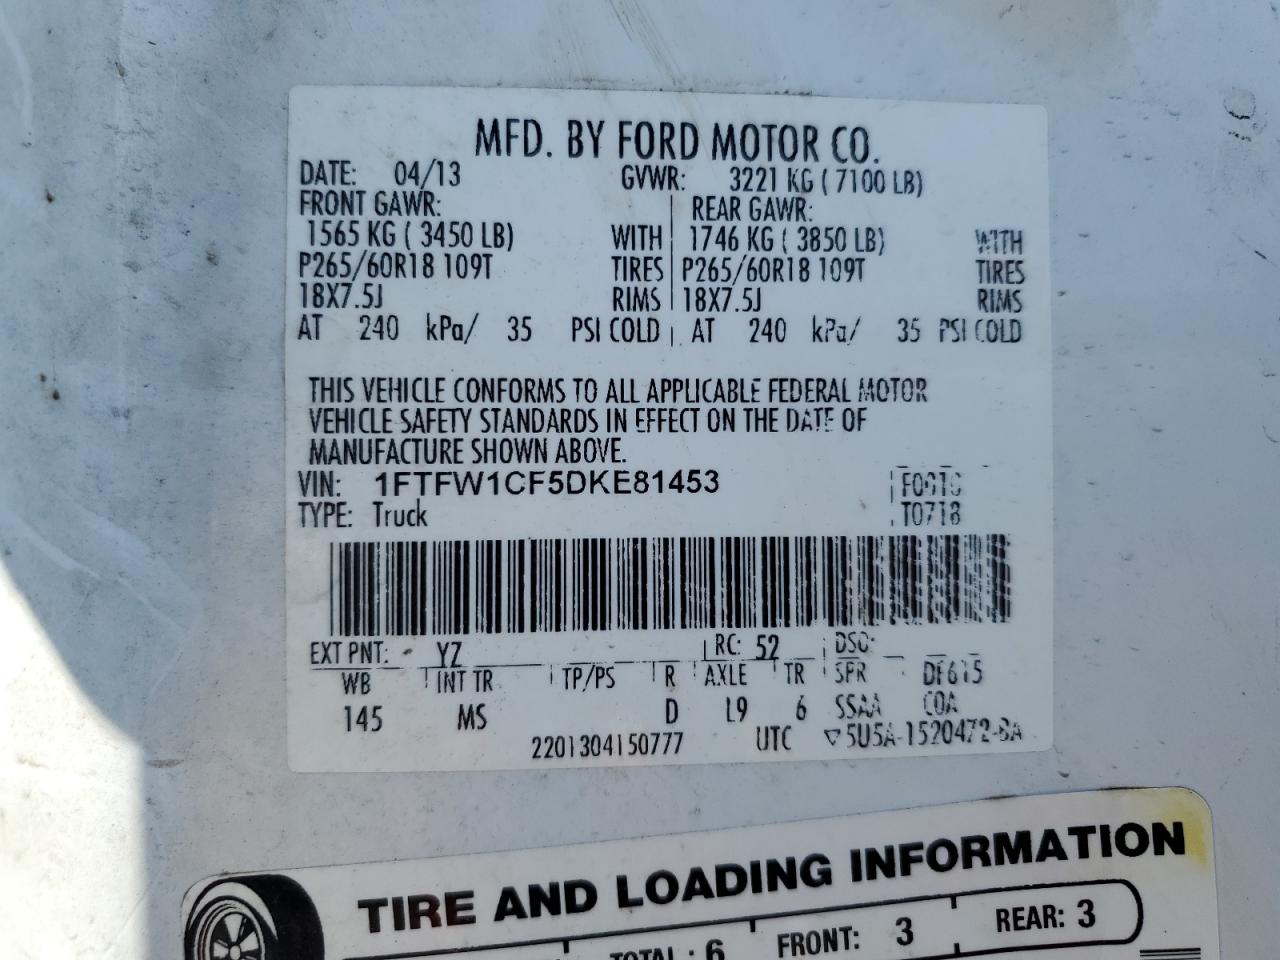 MFD. BY FORD MOTOR CO.
DATE: 04/13 GVWR: 3221 KG ( 7100 LB)
FRONT GAWR: REAR GAWR:
1565 KG ( 3450 LB) WITH 1746 KG ( 3850 LB) WITH
P265/60R18 109T TIRES P265/60R18 109T TIRES
18X7.5J RIMS 18X7.5J RIMS
AT 240 kPa/ 35 PSI COLD AT 240 kPa/ 35 PSI COLD
THIS VEHICLE CONFORMS TO ALL APPLICABLE FEDERAL MOTOR
VEHICLE SAFETY STANDARDS IN EFFECT ON THE DATE OF
MANUFACTURE SHOWN ABOVE.
VIN: 1FTFW1CF5DKE81453
TYPE: Truck T0718
EXT PNT: YZ RC: 52 DSO:
WB INT TR TP/PS R AXLE TR SPR
145 MS D L9 6 SSAA COA
2201304150777 UTC
TIRE AND LOADING INFORMATION
TOTAL: 6 FRONT: 3 REAR: 3